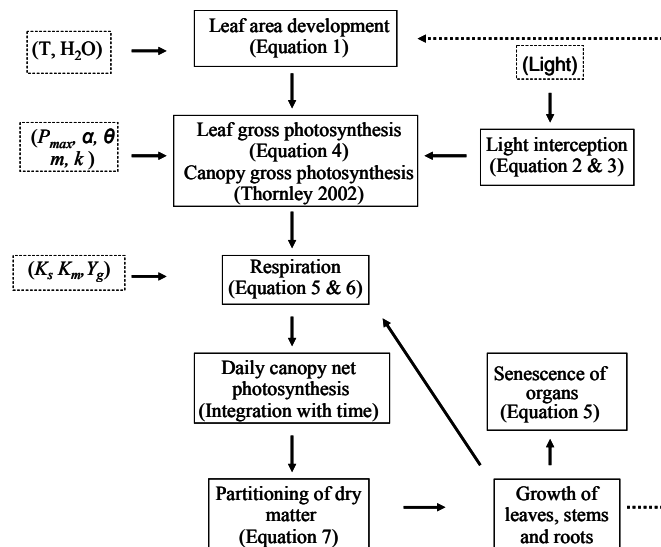 Leaf area development
(Equation 1)
(T, H₂O)
(Light)
(Pmax, α, θ
m, k )
Leaf gross photosynthesis
(Equation 4)
Canopy gross photosynthesis
(Thornley 2002)
Light interception
(Equation 2 & 3)
(Ks Km, Yg)
Respiration
(Equation 5 & 6)
Daily canopy net
photosynthesis
(Integration with time)
Senescence of
organs
(Equation 5)
Partitioning of dry
matter
(Equation 7)
Growth of
leaves, stems
and roots